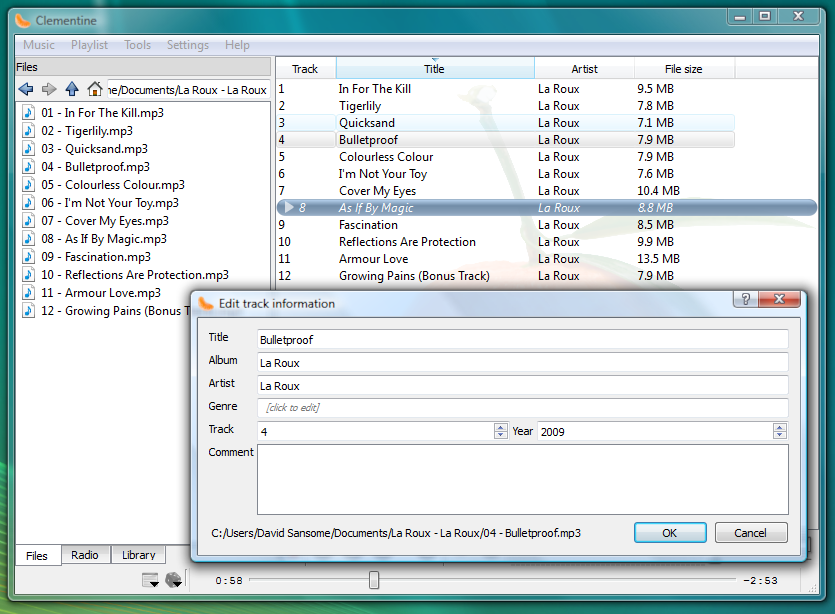 Clementine
Music Playlist Tools Settings Help
Files
ne/Documents/La Roux - La Roux
01 - In For The Kill.mp3
02 - Tigerlily.mp3
03 - Quicksand.mp3
04 - Bulletproof.mp3
05 - Colourless Colour.mp3
06 - I'm Not Your Toy.mp3
07 - Cover My Eyes.mp3
08 - As If By Magic.mp3
09 - Fascination.mp3
10 - Reflections Are Protection.mp3
11 - Armour Love.mp3
12 - Growing Pains (Bonus T
Track Title Artist File size
1 In For The Kill La Roux 9.5 MB
2 Tigerlily La Roux 7.8 MB
3 Quicksand La Roux 7.1 MB
4 Bulletproof La Roux 7.9 MB
5 Colourless Colour La Roux 7.9 MB
6 I'm Not Your Toy La Roux 7.6 MB
7 Cover My Eyes La Roux 10.4 MB
8 As If By Magic La Roux 8.8 MB
9 Fascination La Roux 8.5 MB
10 Reflections Are Protection La Roux 9.9 MB
11 Armour Love La Roux 13.5 MB
12 Growing Pains (Bonus Track) La Roux 7.9 MB
Edit track information
?
Title Bulletproof
Album La Roux
Artist La Roux
Genre [click to edit]
Track 4 Year 2009
Comment
C:/Users/David Sansome/Documents/La Roux - La Roux/04 - Bulletproof.mp3
OK Cancel
Files Radio Library
0:58 -2:53